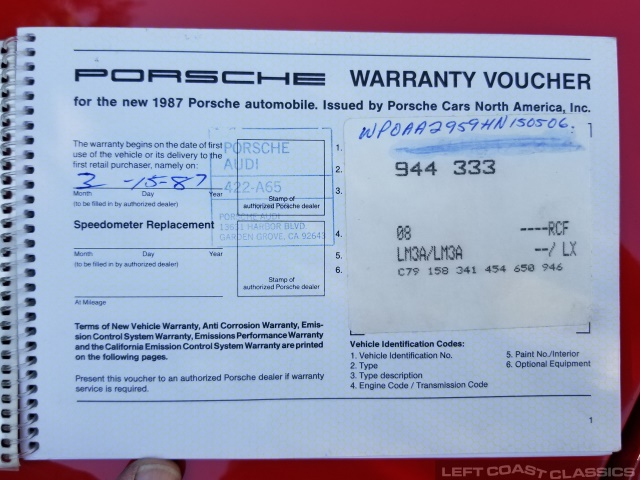 PORSCHE WARRANTY VOUCHER
for the new 1987 Porsche automobile. Issued by Porsche Cars North America, Inc.
The warranty begins on the date of first
use of the vehicle or its delivery to the
first retail purchaser, namely on:
3 -15-87
Month Day Year
(to be filled in by authorized dealer)
Speedometer Replacement
Month Day Year
(to be filled in by authorized dealer)
At Mileage
PORSCHE
AUDI
422-A65
Stamp of
authorized Porsche dealer
PORSCHE AUDI
13631 HARBOR BLVD
GARDEN GROVE, CA 92643
Stamp of
authorized Porsche dealer
1.
2.
3.
4.
5.
6.
WPOAA2959HN150506
944 333
08 ----RCF
LM3A/LM3A --/ LX
C79 158 341 454 650 946
Terms of New Vehicle Warranty, Anti Corrosion Warranty, Emis-
sion Control System Warranty, Emissions Performance Warranty
and the California Emission Control System Warranty are printed
on the following pages.
Present this voucher to an authorized Porsche dealer if warranty
service is required.
Vehicle Identification Codes:
1. Vehicle Identification No.
2. Type
3. Type description
4. Engine Code / Transmission Code
5. Paint No./Interior
6. Optional Equipment
1
LEFT COAST CLASSICS